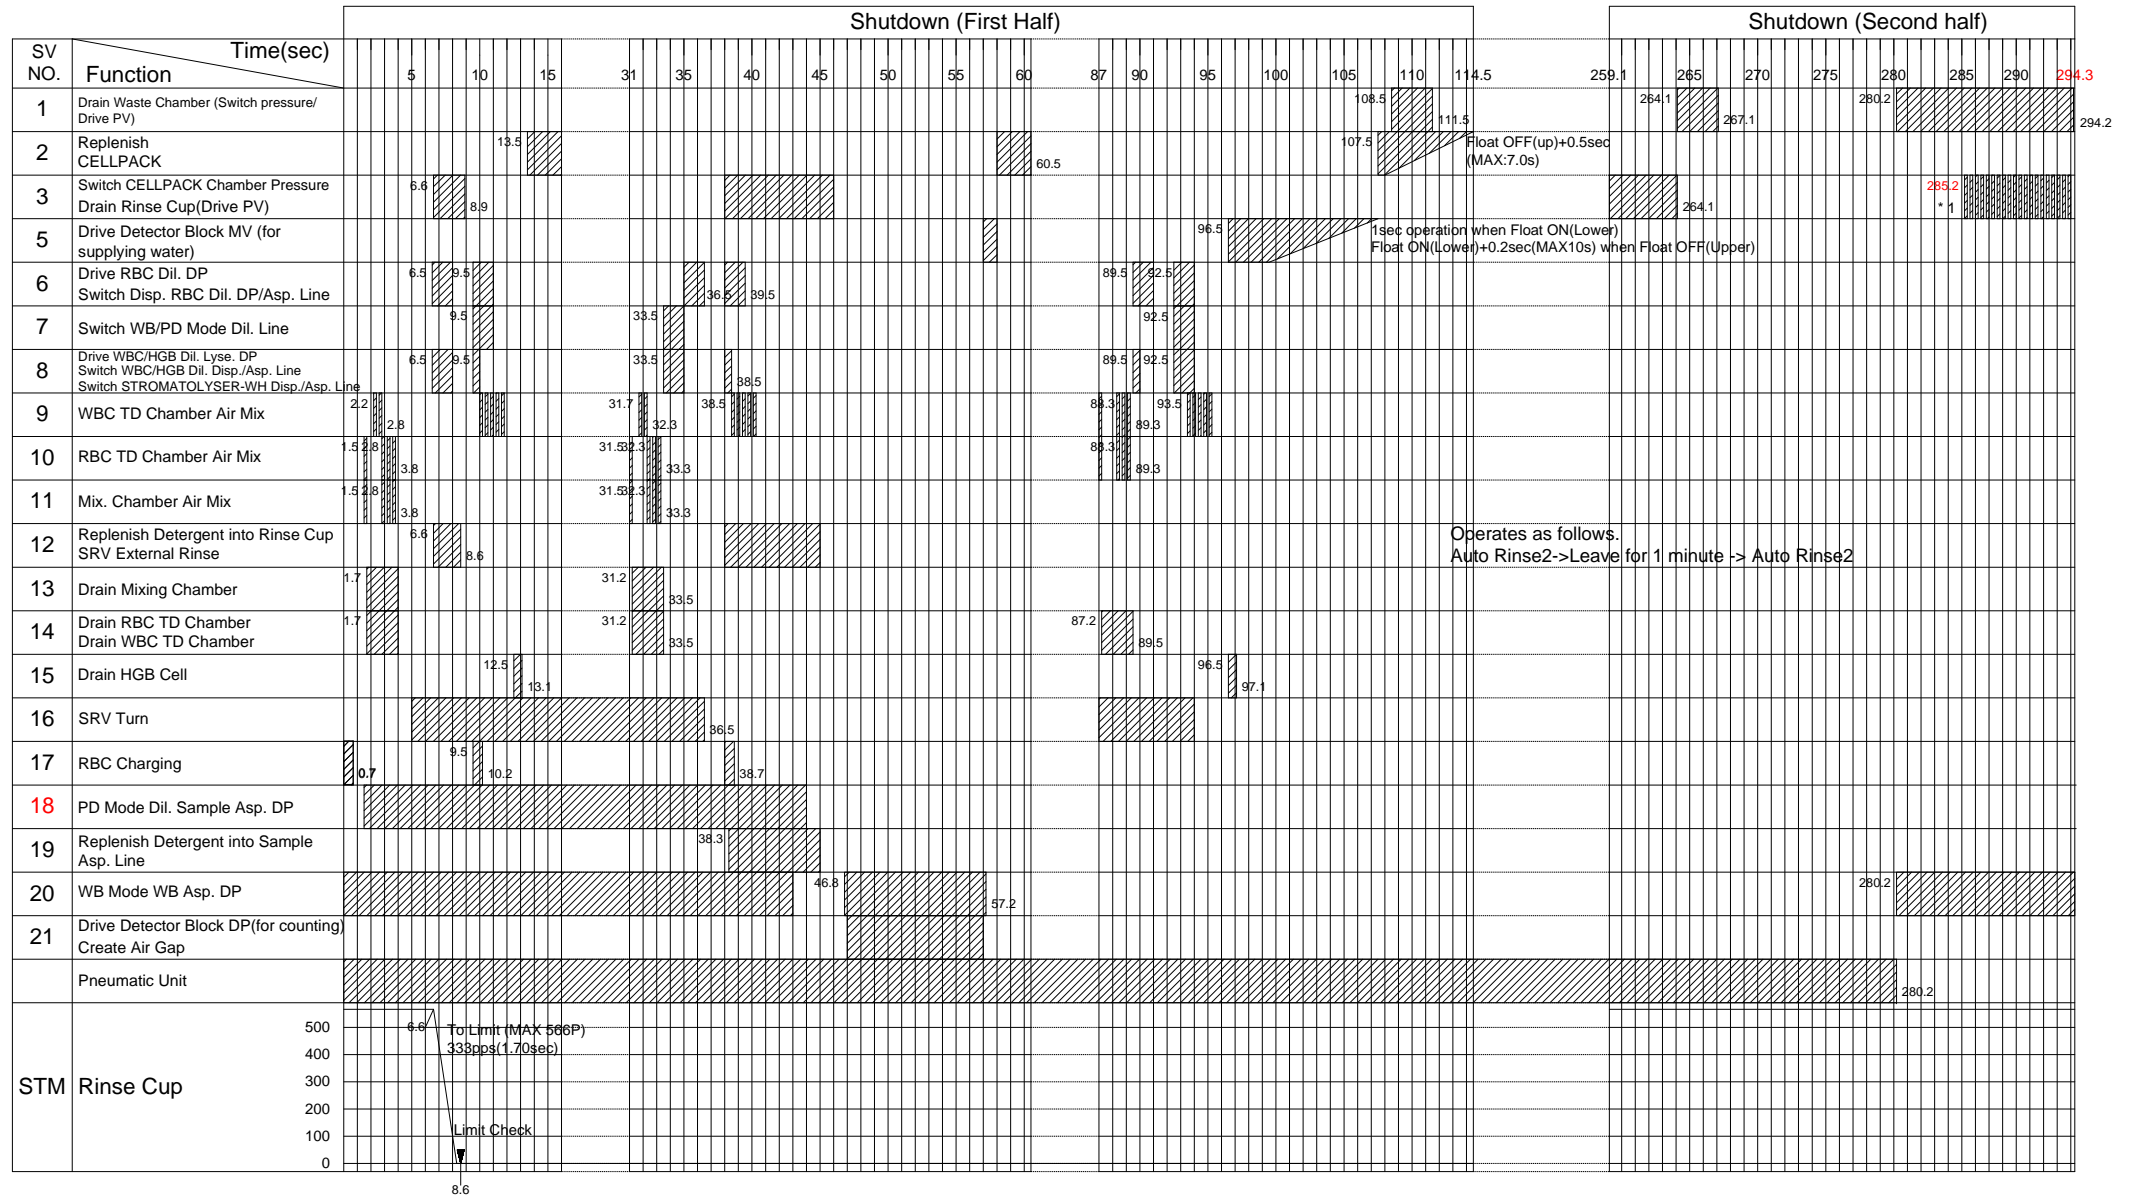 Shutdown (First Half)
Shutdown (Second half)
SV
NO.
Time(sec)
Function
5 10 15 31 35 40 45 50 55 60 87 90 95 100 105 110 114.5 259.1 265 270 275 280 285 290 294.3
1
Drain Waste Chamber (Switch pressure/
Drive PV)
108.5 111.5 264.1 267.1 280.2 294.2
2
Replenish
CELLPACK
13.5 60.5 107.5
Float OFF(up)+0.5sec
(MAX:7.0s)
3
Switch CELLPACK Chamber Pressure
Drain Rinse Cup(Drive PV)
6.6 8.9 264.1 285.2
* 1
5
Drive Detector Block MV (for
supplying water)
96.5
1sec operation when Float ON(Lower)
Float ON(Lower)+0.2sec(MAX10s) when Float OFF(Upper)
6
Drive RBC Dil. DP
Switch Disp. RBC Dil. DP/Asp. Line
6.5 9.5 36.5 39.5 89.5 92.5
7
Switch WB/PD Mode Dil. Line
9.5 33.5 92.5
8
Drive WBC/HGB Dil. Lyse. DP
Switch WBC/HGB Dil. Disp./Asp. Line
Switch STROMATOLYSER-WH Disp./Asp. Line
6.5 9.5 33.5 38.5 89.5 92.5
9
WBC TD Chamber Air Mix
2.2 2.8 31.7 32.3 38.5 88.3 89.3 93.5
10
RBC TD Chamber Air Mix
1.5 2.8 3.8 31.5 32.3 33.3 88.3 89.3
11
Mix. Chamber Air Mix
1.5 2.8 3.8 31.5 32.3 33.3
12
Replenish Detergent into Rinse Cup
SRV External Rinse
6.6 8.6
Operates as follows.
Auto Rinse2->Leave for 1 minute -> Auto Rinse2
13
Drain Mixing Chamber
1.7 31.2 33.5
14
Drain RBC TD Chamber
Drain WBC TD Chamber
1.7 31.2 33.5 87.2 89.5
15
Drain HGB Cell
12.5 13.1 96.5 97.1
16
SRV Turn
36.5
17
RBC Charging
0.7 9.5 10.2 38.7
18
PD Mode Dil. Sample Asp. DP
19
Replenish Detergent into Sample
Asp. Line
38.3
20
WB Mode WB Asp. DP
46.8 57.2 280.2
21
Drive Detector Block DP(for counting)
Create Air Gap
Pneumatic Unit
280.2
STM
Rinse Cup
500
400
300
200
100
0
6.6
To Limit (MAX 566P)
333pps(1.70sec)
Limit Check
8.6